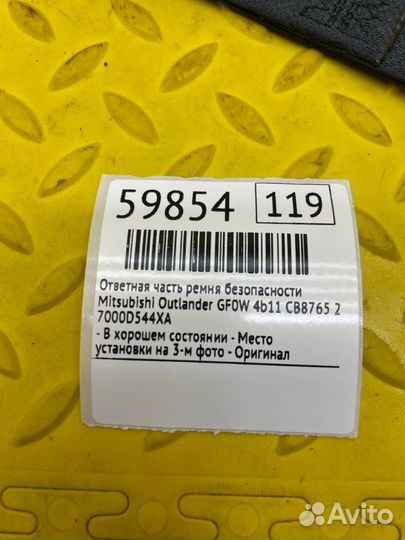 59854 119
Ответная часть ремня безопасности
Mitsubishi Outlander GF0W 4b11 CB8765 2
7000D544XA
- В хорошем состоянии - Место
установки на 3-м фото - Оригинал
Avito